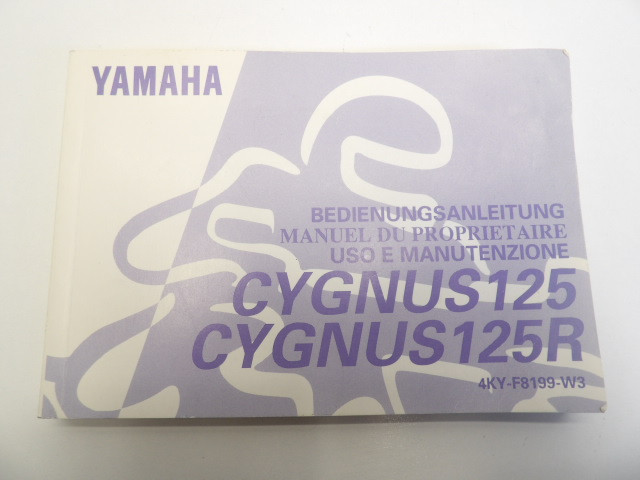 YAMAHA
BEDIENUNGSANLEITUNG
MANUEL DU PROPRIETAIRE
USO E MANUTENZIONE
CYGNUS125
CYGNUS125R
4KY-F8199-W3